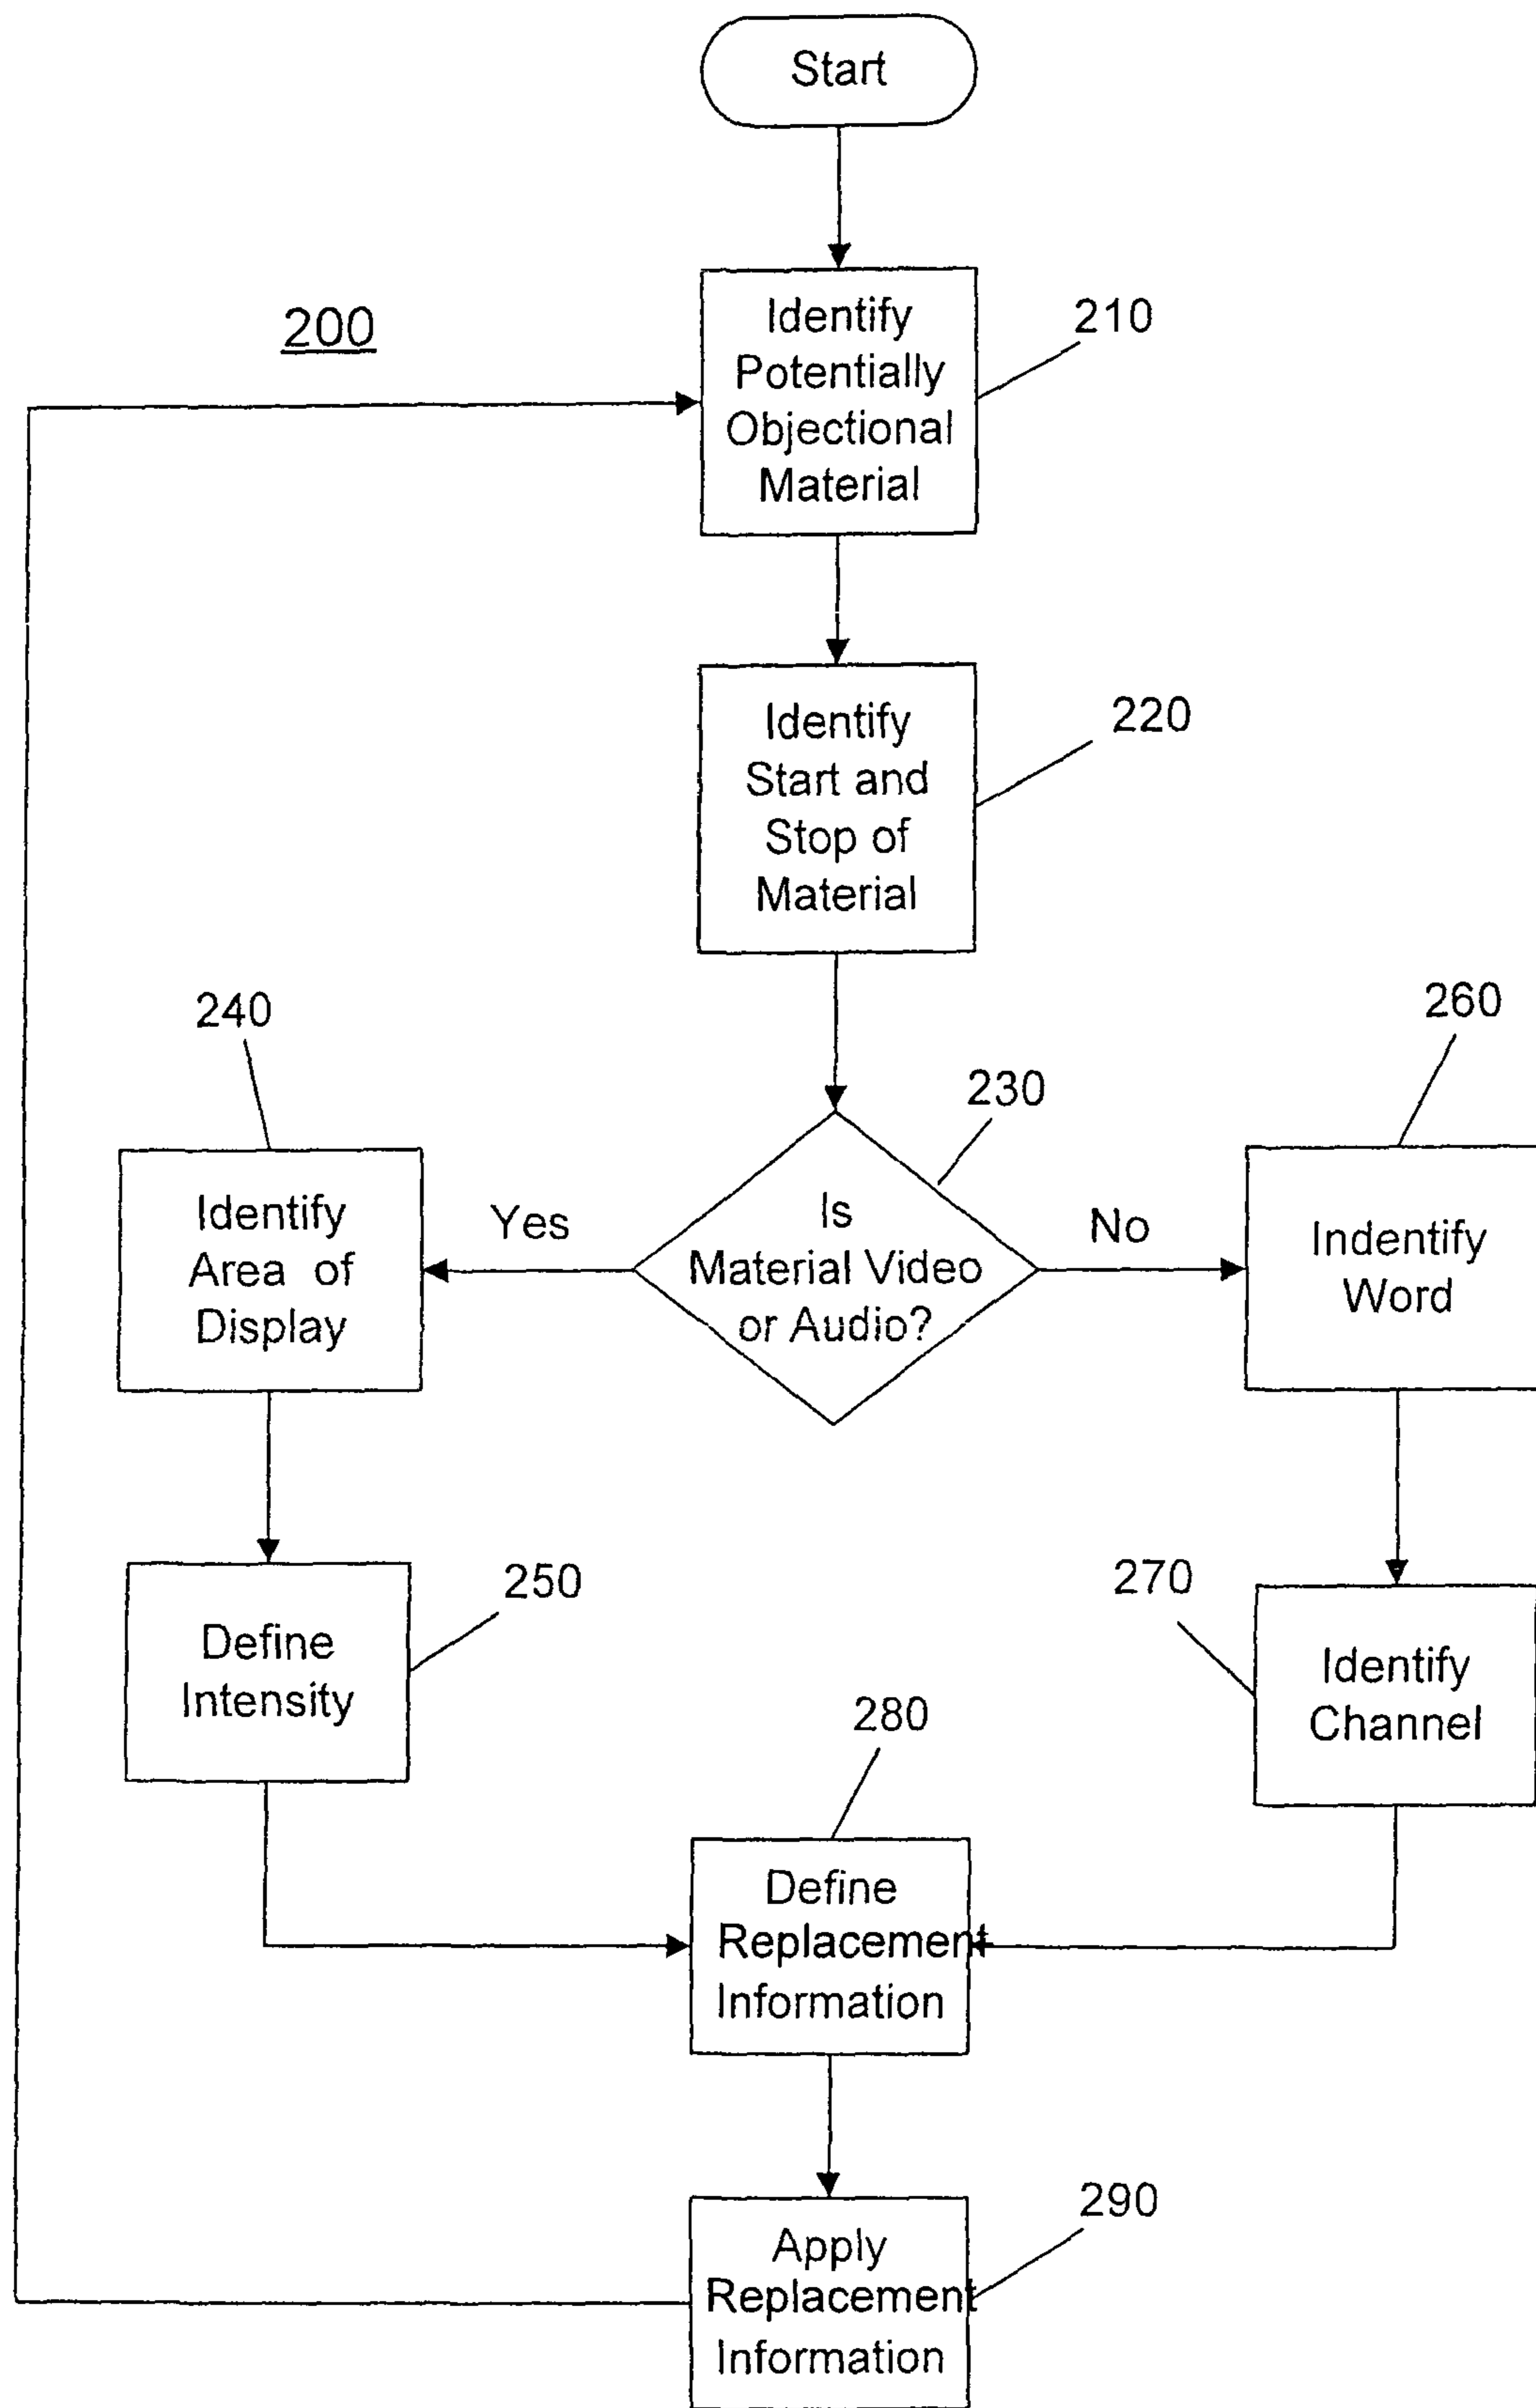 Start
200
Identify
Potentially
Objectional
Material
210
Identify
Start and
Stop of
Material
220
230
Is
Material Video
or Audio?
Yes
No
240
Identify
Area of
Display
260
Indentify
Word
250
Define
Intensity
270
Identify
Channel
280
Define
Replacement
Information
290
Apply
Replacement
Information